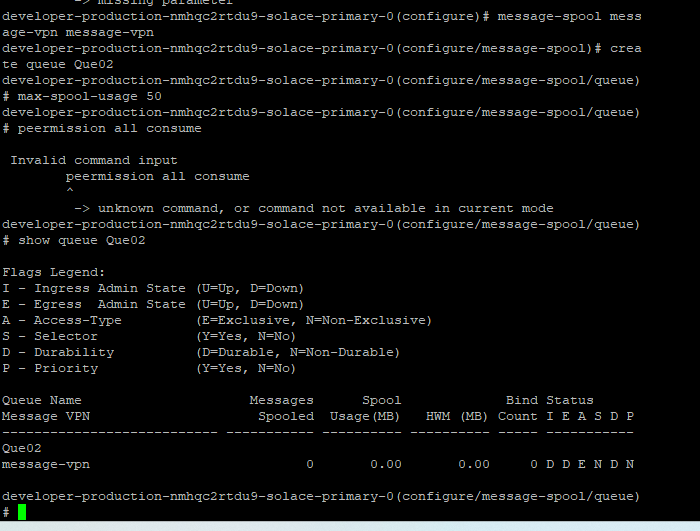 -> missing parameter
developer-production-nmhqc2rtdu9-solace-primary-0(configure)# message-spool mess
age-vpn message-vpn
developer-production-nmhqc2rtdu9-solace-primary-0(configure/message-spool)# crea
te queue Que02
developer-production-nmhqc2rtdu9-solace-primary-0(configure/message-spool/queue)
# max-spool-usage 50
developer-production-nmhqc2rtdu9-solace-primary-0(configure/message-spool/queue)
# peermission all consume

 Invalid command input
        peermission all consume
        ^
         -> unknown command, or command not available in current mode
developer-production-nmhqc2rtdu9-solace-primary-0(configure/message-spool/queue)
# show queue Que02

Flags Legend:
I - Ingress Admin State (U=Up, D=Down)
E - Egress  Admin State (U=Up, D=Down)
A - Access-Type         (E=Exclusive, N=Non-Exclusive)
S - Selector            (Y=Yes, N=No)
D - Durability          (D=Durable, N=Non-Durable)
P - Priority            (Y=Yes, N=No)

Queue Name                     Messages      Spool             Bind Status
Message VPN                     Spooled  Usage(MB)   HWM (MB) Count I E A S D P
--------------------------- ----------- ---------- ---------- ----- -----------
Que02
message-vpn                           0       0.00       0.00     0 D D E N D N

developer-production-nmhqc2rtdu9-solace-primary-0(configure/message-spool/queue)
#